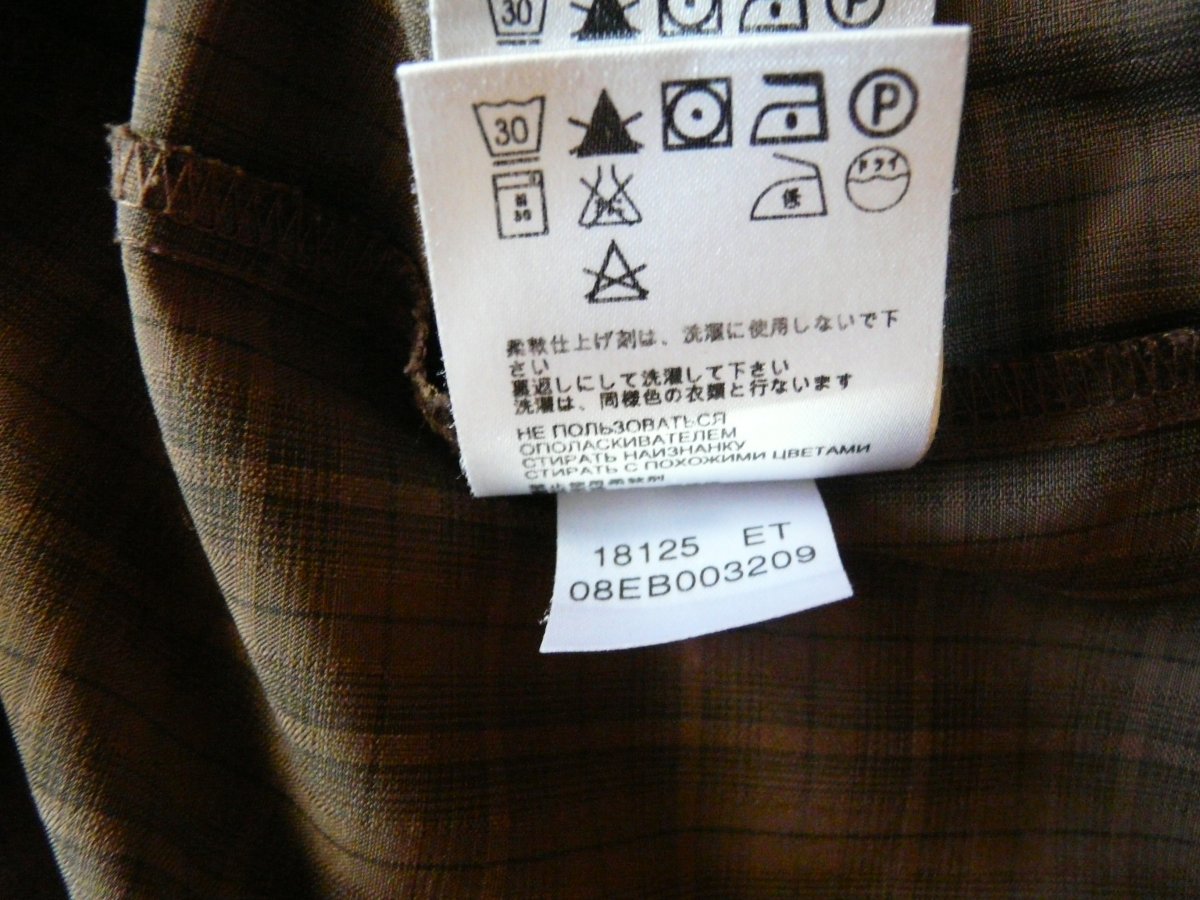 30 P
30 P
弱 30 ドライ
柔軟仕上げ剤は、洗濯に使用しないで下
さい
裏返しにして洗濯して下さい
洗濯は、同様色の衣類と行ないます
НЕ ПОЛЬЗОВАТЬСЯ
ОПОЛАСКИВАТЕЛЕМ
СТИРАТЬ НАИЗНАНКУ
СТИРАТЬ С ПОХОЖИМИ ЦВЕТАМИ
18125 ET
08EB003209